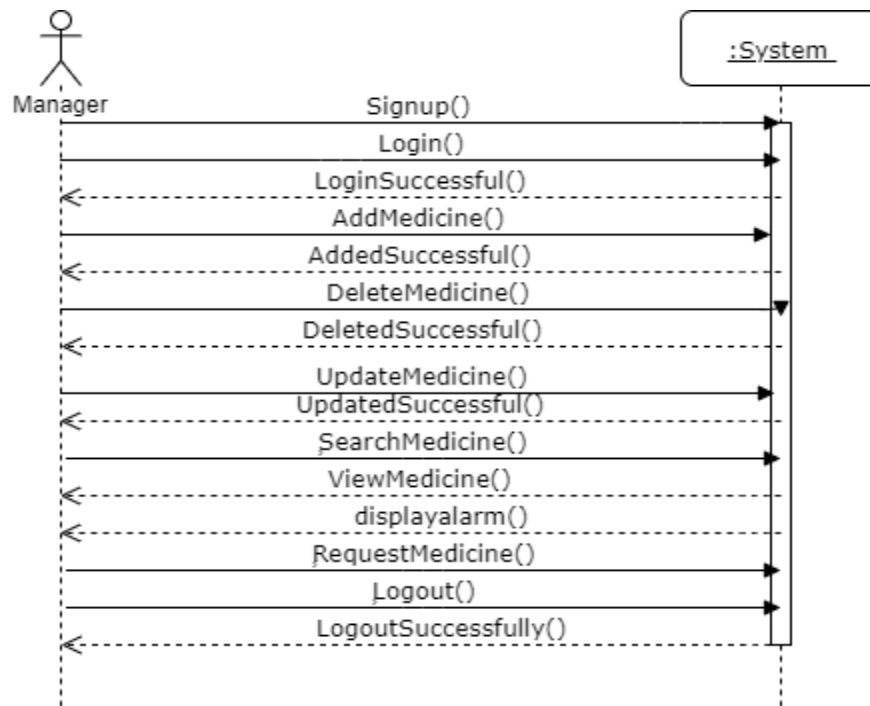 :System
Manager
Signup()
Login()
LoginSuccessful()
AddMedicine()
AddedSuccessful()
DeleteMedicine()
DeletedSuccessful()
UpdateMedicine()
UpdatedSuccessful()
SearchMedicine()
ViewMedicine()
displayalarm()
RequestMedicine()
Logout()
LogoutSuccessfully()